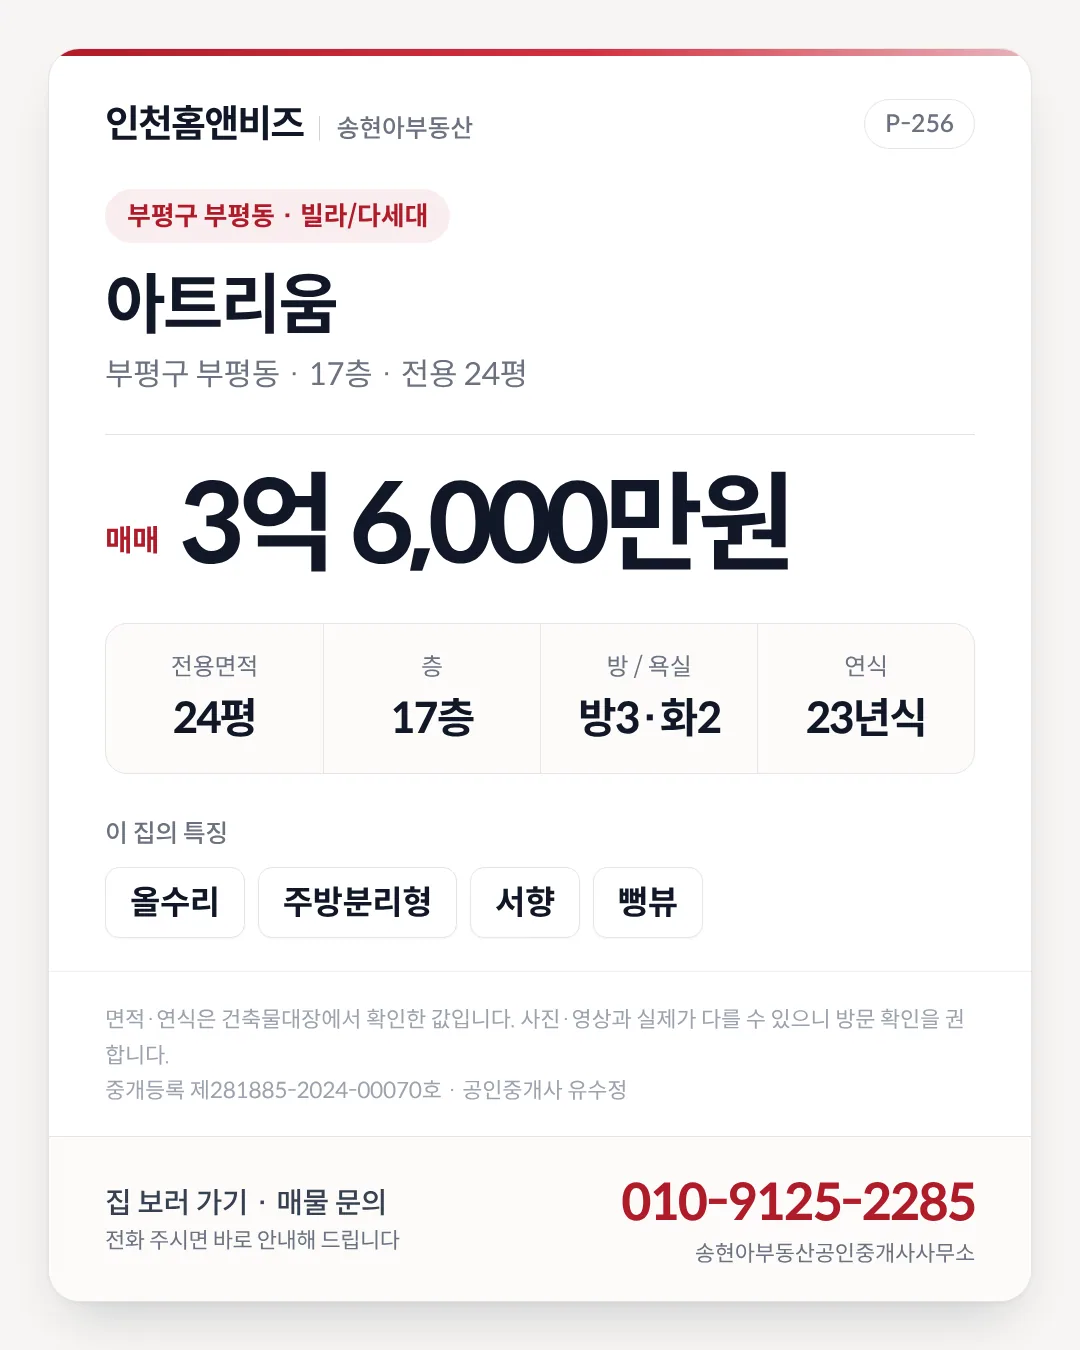 인천홈앤비즈 송현아부동산 P-256
부평구 부평동 · 빌라/다세대
아트리움
부평구 부평동 · 17층 · 전용 24평
매매 3억 6,000만원
전용면적 층 방 / 욕실 연식
24평 17층 방3·화2 23년식
이 집의 특징
올수리 주방분리형 서향 뻥뷰
면적·연식은 건축물대장에서 확인한 값입니다. 사진·영상과 실제가 다를 수 있으니 방문 확인을 권
합니다.
중개등록 제281885-2024-00070호 · 공인중개사 유수정
집 보러 가기 · 매물 문의 010-9125-2285
전화 주시면 바로 안내해 드립니다 송현아부동산공인중개사사무소